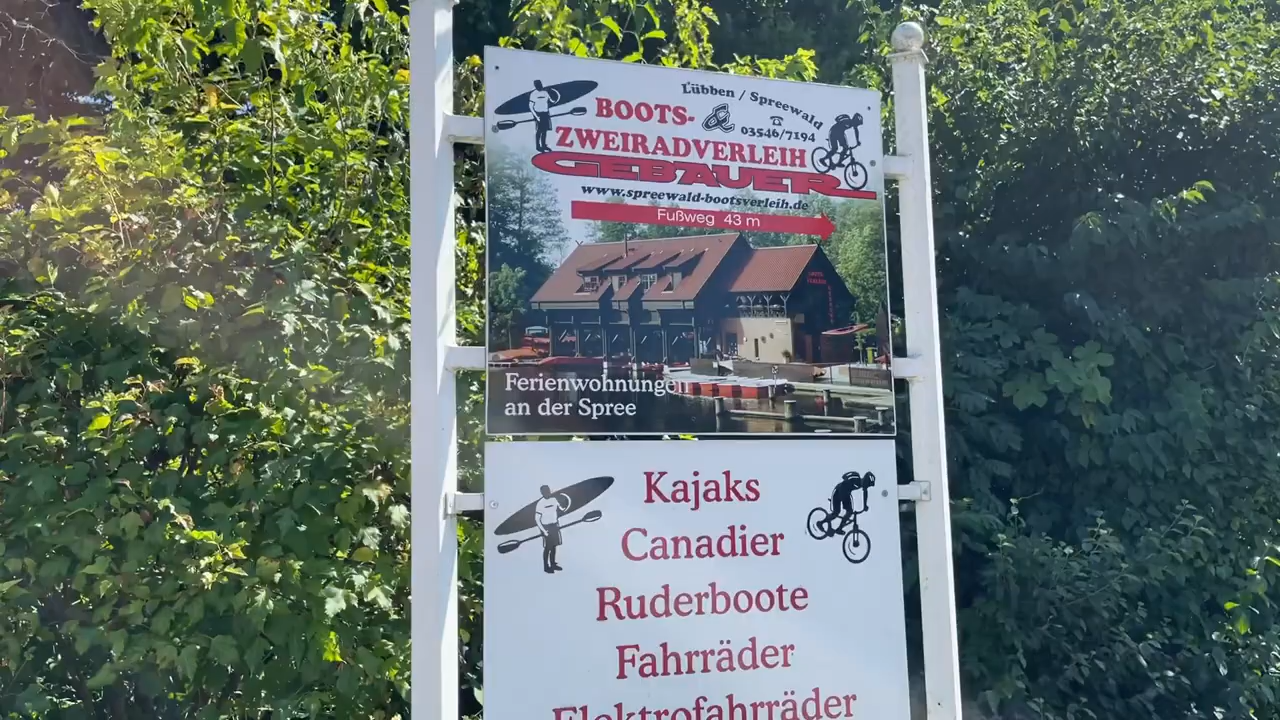 Lübben / Spreewald
BOOTS- &
☎ 03546/7194
ZWEIRADVERLEIH
GEBAUER
www.spreewald-bootsverleih.de
Fußweg 43 m
Ferienwohnungen
an der Spree
Kajaks
Canadier
Ruderboote
Fahrräder
Elektrofahrräder